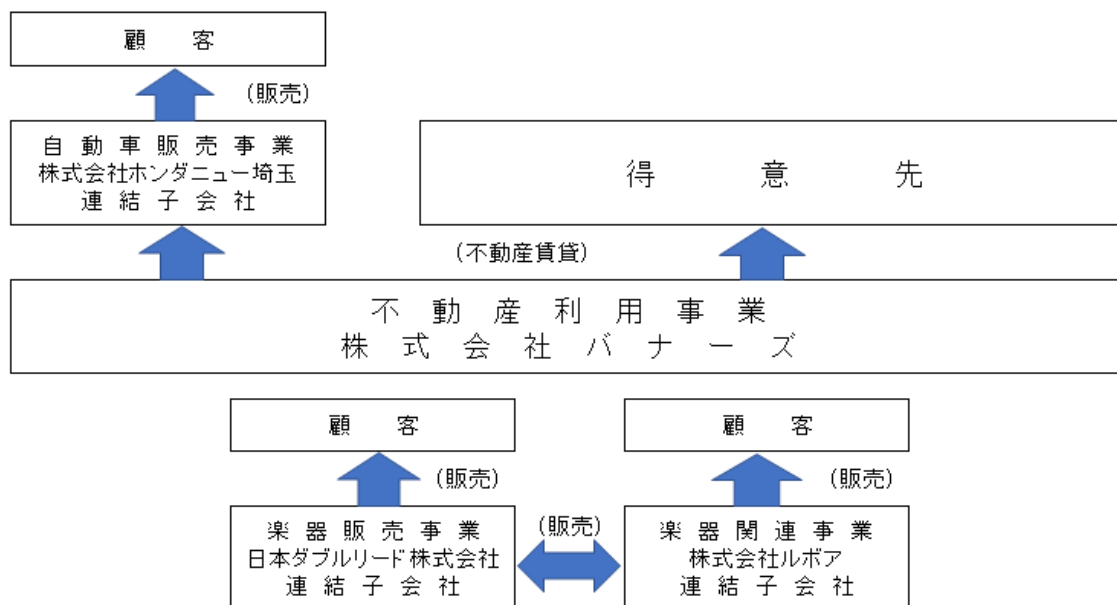 顧客
(販売)
自動車販売事業
株式会社ホンダニュー埼玉
連結子会社
得意先
(不動産賃貸)
不動産利用事業
株式会社バナーズ
顧客
顧客
(販売)
(販売)
楽器販売事業
日本ダブルリード株式会社
連結子会社
(販売)
楽器関連事業
株式会社ルボア
連結子会社